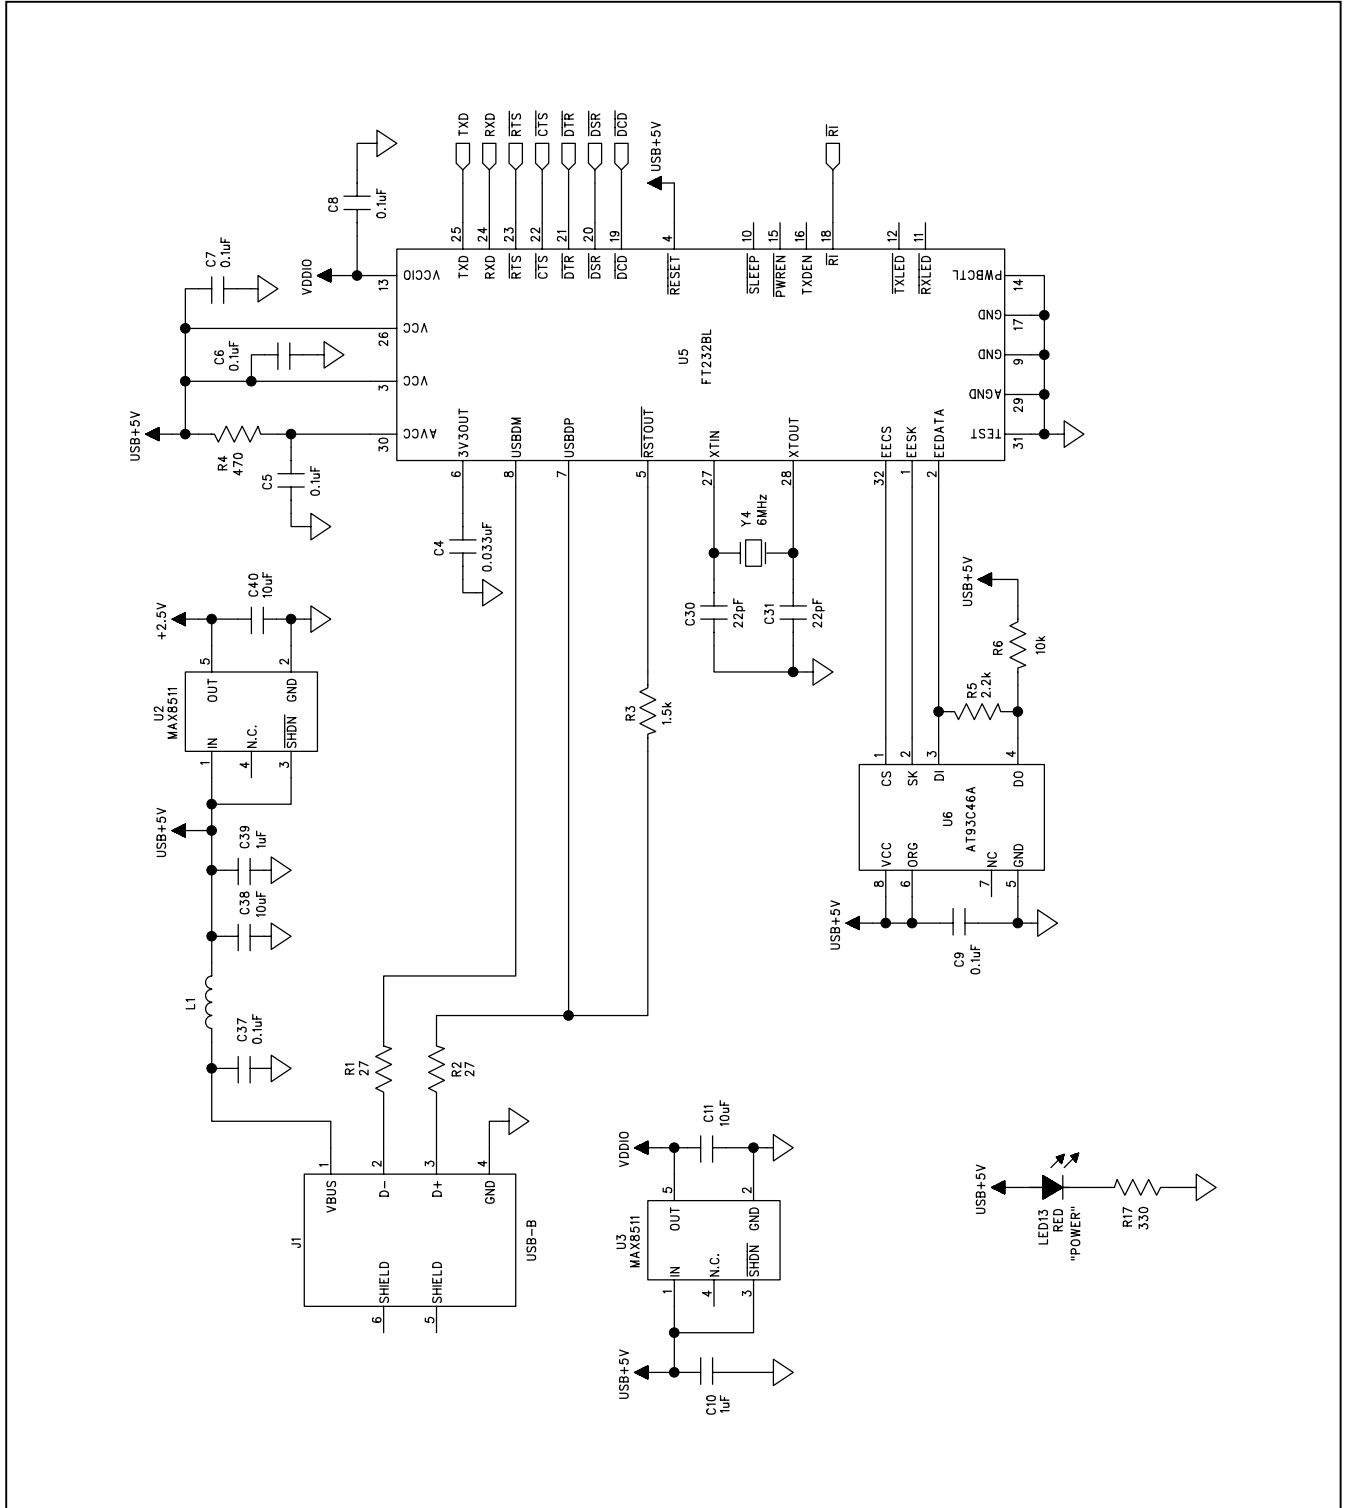 C8
0.1uF
VDDIO
C7
0.1uF
C6
0.1uF
USB+5V
R4
470
C5
0.1uF
TXD
RXD
RTS
CTS
DTR
DSR
DCD
USB+5V
RI
25
24
23
22
21
20
19
4
10
15
16
18
12
11
13
VCCIO
26
VCC
3
VCC
30
AVCC
TXD
RXD
RTS
CTS
DTR
DSR
DCD
RESET
SLEEP
PWREN
TXDEN
RI
TXLED
RXLED
U5
FT232BL
PWBCTL
14
GND
17
GND
9
AGND
29
TEST
31
3V3OUT
USBDM
USBDP
RSTOUT
XTIN
XTOUT
EECS
EESK
EEDATA
6
8
7
5
27
28
32
1
2
C4
0.033uF
Y4
6MHz
C30
22pF
C31
22pF
USB+5V
R6
10k
R5
2.2k
R3
1.5k
+2.5V
C40
10uF
5
2
OUT
GND
U2
MAX8511
IN
N.C.
SHDN
1
4
3
USB+5V
C39
1uF
C38
10uF
L1
C37
0.1uF
1
2
3
4
CS
SK
DI
DO
U6
AT93C46A
VCC
ORG
NC
GND
8
6
7
5
USB+5V
C9
0.1uF
R1
27
R2
27
1
2
3
4
VBUS
D-
D+
GND
J1
USB-B
SHIELD
SHIELD
6
5
VDDIO
C11
10uF
5
2
OUT
GND
U3
MAX8511
IN
N.C.
SHDN
1
4
3
USB+5V
C10
1uF
USB+5V
LED13
RED
"POWER"
R17
330